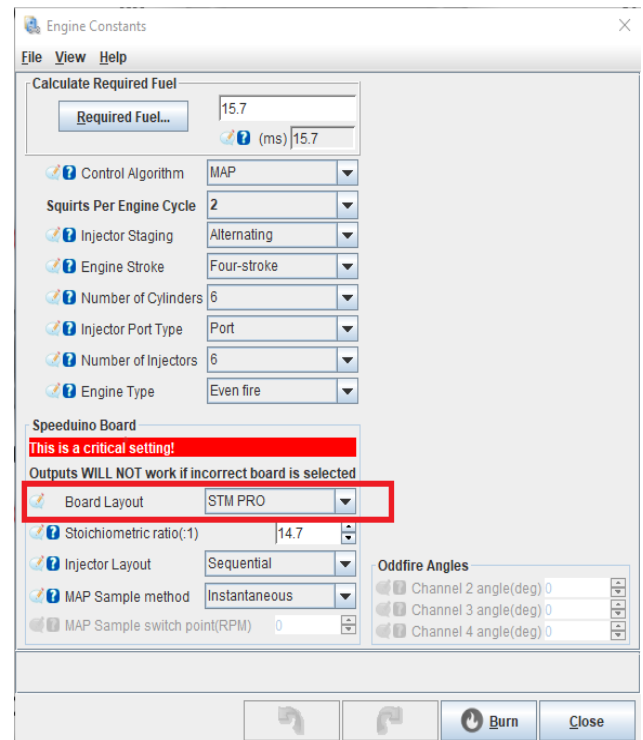 Engine Constants
File View Help
Calculate Required Fuel
Required Fuel...
15.7
(ms) 15.7
Control Algorithm MAP
Squirts Per Engine Cycle 2
Injector Staging Alternating
Engine Stroke Four-stroke
Number of Cylinders 6
Injector Port Type Port
Number of Injectors 6
Engine Type Even fire
Speeduino Board
This is a critical setting!
Outputs WILL NOT work if incorrect board is selected
Board Layout STM PRO
Stoichiometric ratio(:1) 14.7
Injector Layout Sequential
MAP Sample method Instantaneous
MAP Sample switch point(RPM) 0
Oddfire Angles
Channel 2 angle(deg) 0
Channel 3 angle(deg) 0
Channel 4 angle(deg) 0
Burn Close